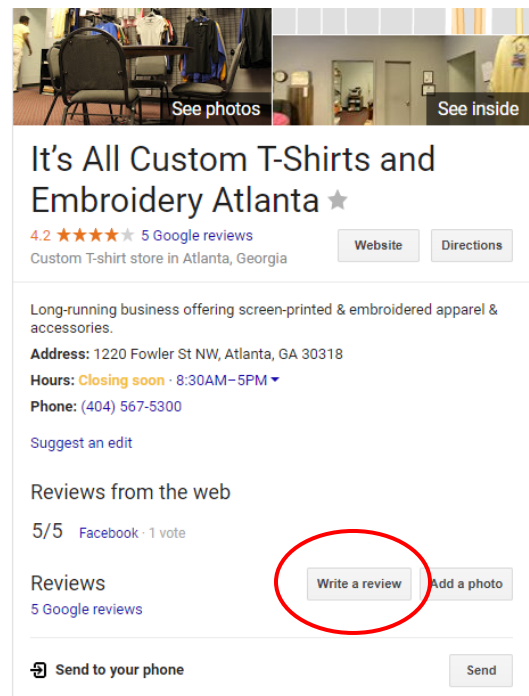 See photos
See inside
It's All Custom T-Shirts and
Embroidery Atlanta
4.2 5 Google reviews
Website
Directions
Custom T-shirt store in Atlanta, Georgia
Long-running business offering screen-printed & embroidered apparel &
accessories.
Address: 1220 Fowler St NW, Atlanta, GA 30318
Hours: Closing soon · 8:30AM–5PM
Phone: (404) 567-5300
Suggest an edit
Reviews from the web
5/5 Facebook · 1 vote
Reviews
Write a review
Add a photo
5 Google reviews
Send to your phone
Send